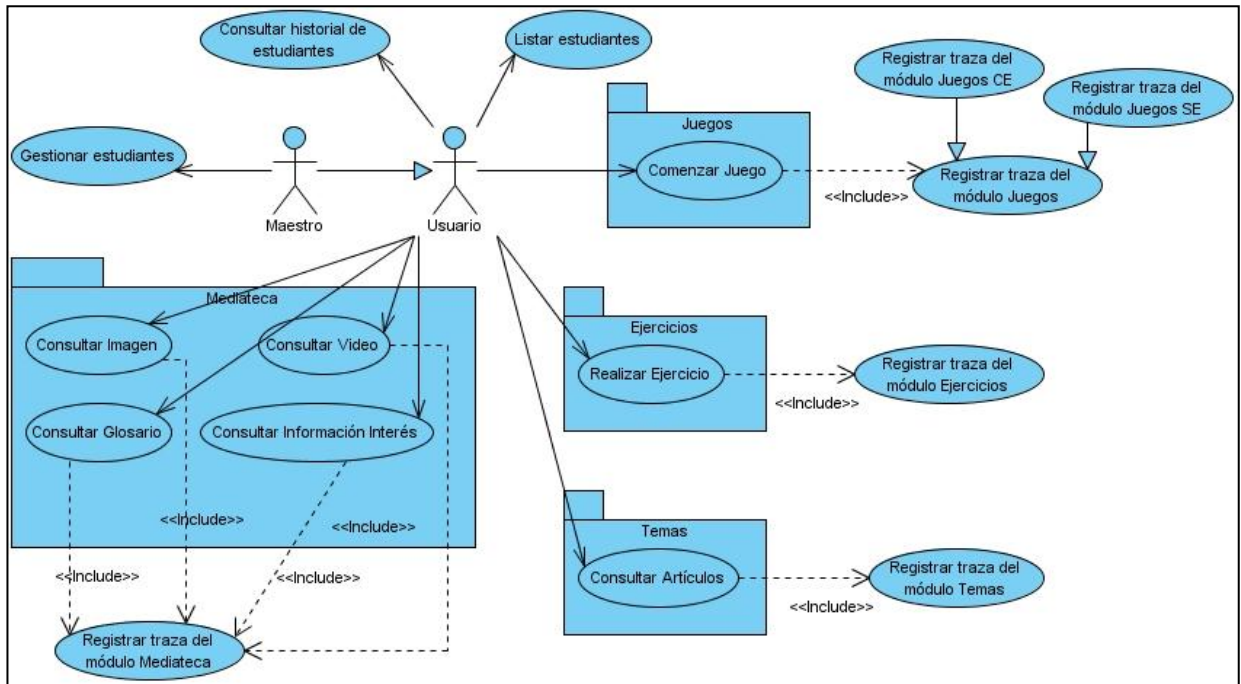 Consultar historial de
estudiantes
Listar estudiantes
Registrar traza del
módulo Juegos CE
Registrar traza del
módulo Juegos SE
Juegos
Gestionar estudiantes
Comenzar Juego
Registrar traza del
módulo Juegos
<<Include>>
Maestro
Usuario
Mediateca
Consultar Imagen
Consultar Video
Consultar Glosario
Consultar Información Interés
<<Include>>
<<Include>>
<<Include>>
Registrar traza del
módulo Mediateca
Ejercicios
Realizar Ejercicio
Registrar traza del
módulo Ejercicios
<<Include>>
Temas
Consultar Artículos
Registrar traza del
módulo Temas
<<Include>>